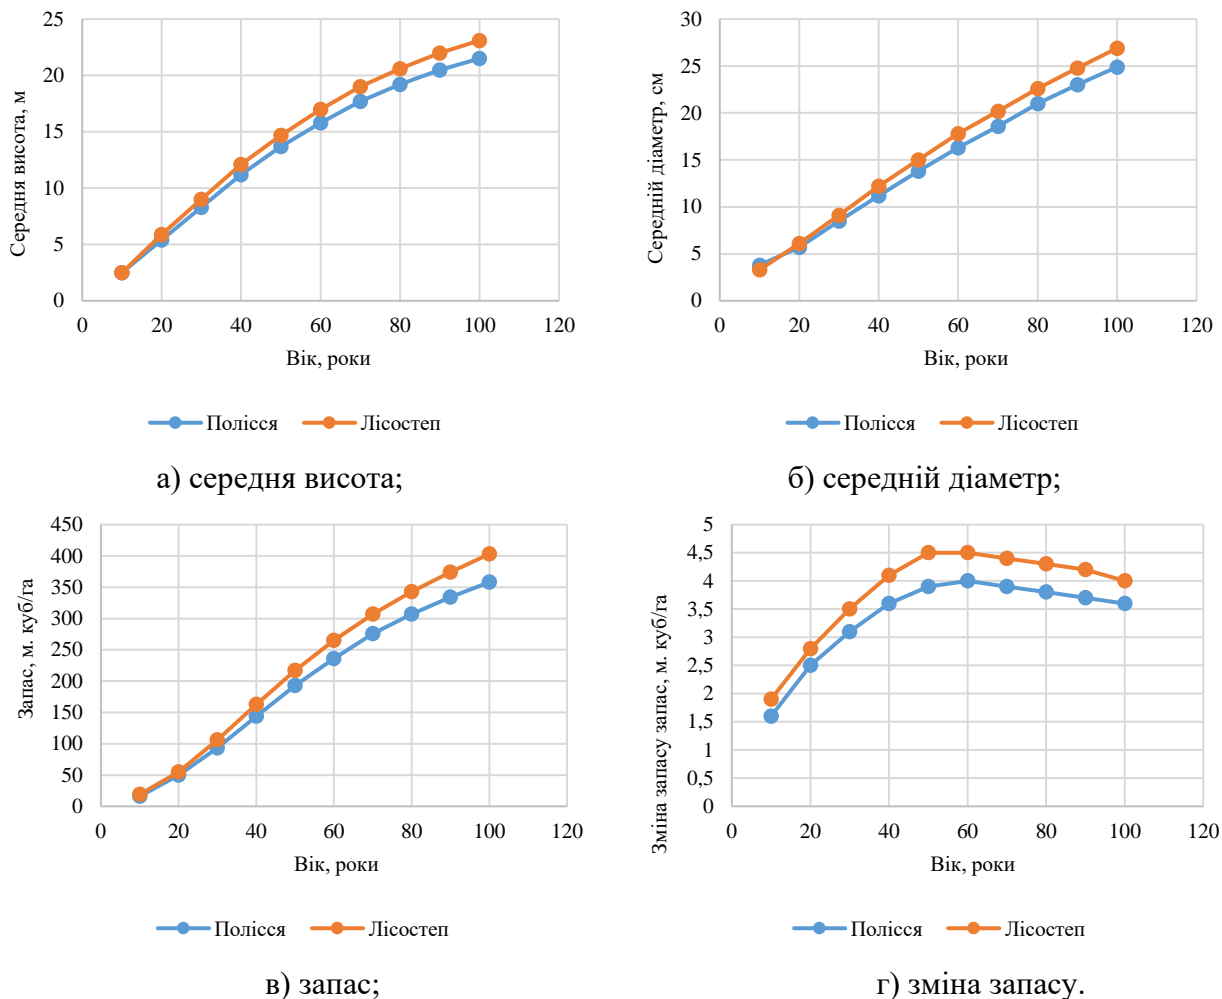 25
20
15
10
5
0
0 20 40 60 80 100 120
Середня висота, м
Вік, роки
Полісся Лісостеп
а) середня висота;
30
25
20
15
10
5
0
0 20 40 60 80 100 120
Середній діаметр, см
Вік, роки
Полісся Лісостеп
б) середній діаметр;
450
400
350
300
250
200
150
100
50
0
0 20 40 60 80 100 120
Запас, м. куб/га
Вік, роки
Полісся Лісостеп
в) запас;
5
4,5
4
3,5
3
2,5
2
1,5
1
0,5
0
0 20 40 60 80 100 120
Зміна запасу запас, м. куб/га
Вік, роки
Полісся Лісостеп
г) зміна запасу.